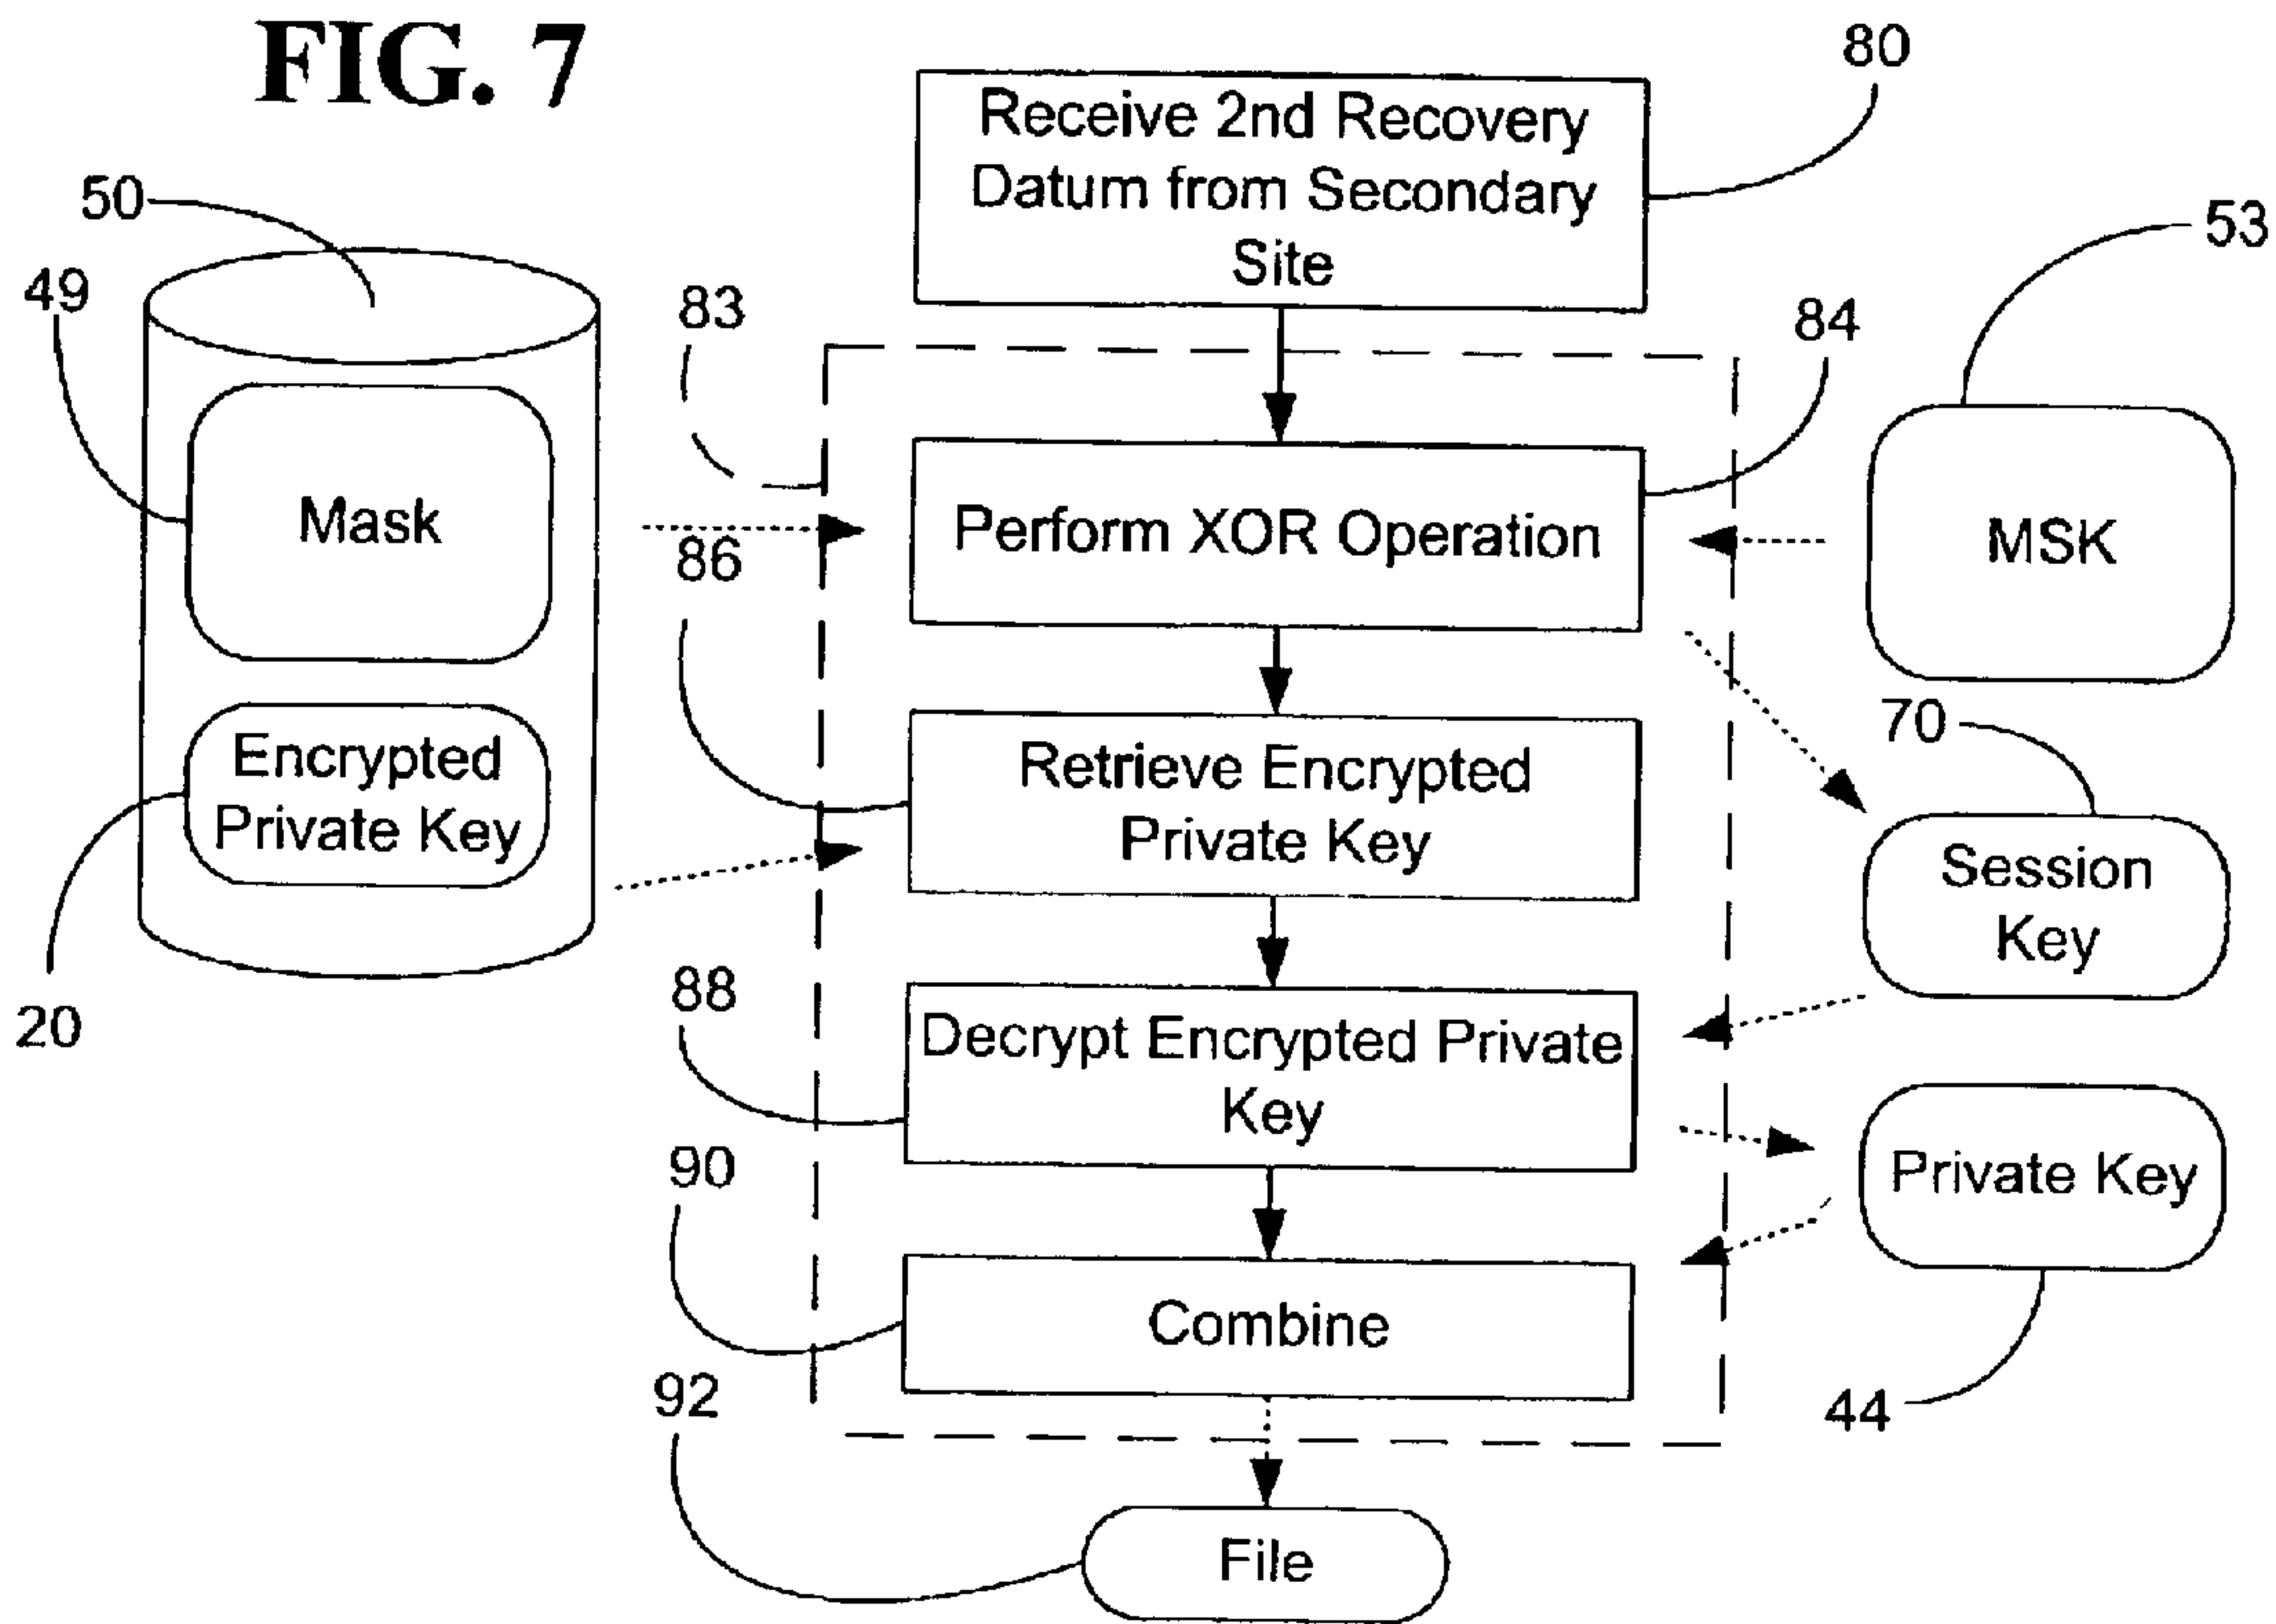 FIG. 7
80
Receive 2nd Recovery
Datum from Secondary
Site
50
53
49
83
84
Mask
Perform XOR Operation
MSK
86
70
Encrypted
Private Key
Retrieve Encrypted
Private Key
Session
Key
20
88
Decrypt Encrypted Private
Key
90
Private Key
Combine
92
44
File